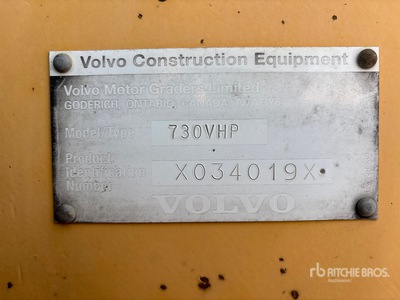 Volvo Construction Equipment
Volvo Motor Graders Limited
GODERICH, ONTARIO, CANADA
Model/Type 730VHP
Product
Identification X034019X
Number
VOLVO
rb RITCHIE BROS.